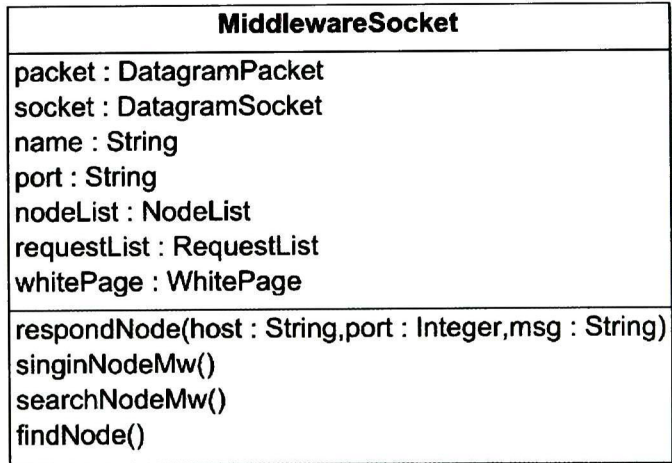 MiddlewareSocket
packet : DatagramPacket
socket : DatagramSocket
name : String
port : String
nodeList : NodeList
requestList : RequestList
whitePage : WhitePage
respondNode(host : String,port : Integer,msg : String)
singinNodeMw()
searchNodeMw()
findNode()